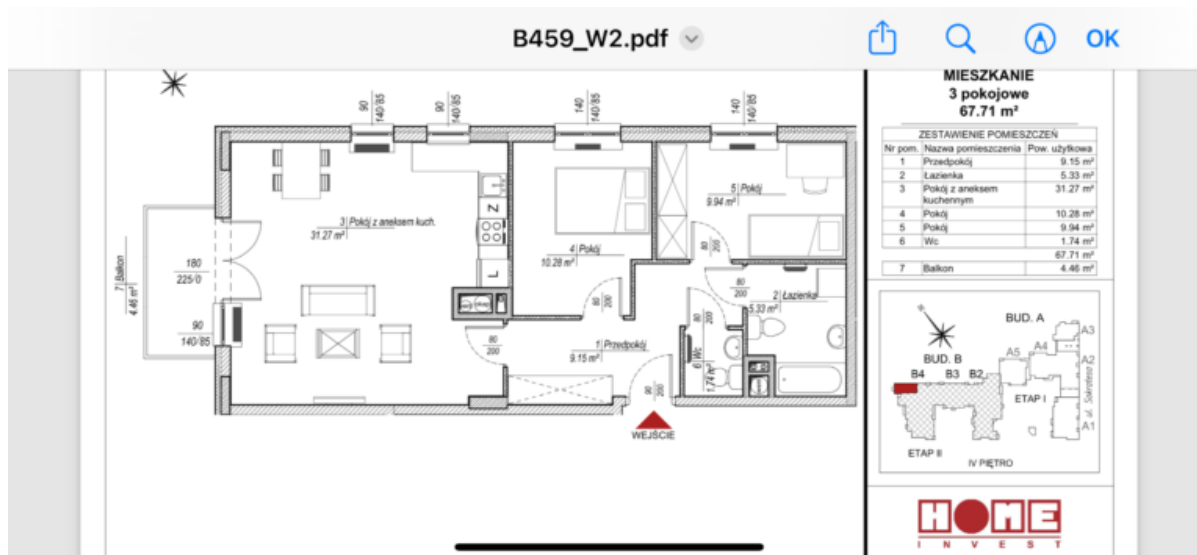 B459_W2.pdf
OK
MIESZKANIE
3 pokojowe
67.71 m²
ZESTAWIENIE POMIESZCZEŃ
Nr pom. Nazwa pomieszczenia Pow. użytkowa
1 Przedpokój 9.15 m²
2 Łazienka 5.33 m²
3 Pokój z aneksem kuchennym 31.27 m²
4 Pokój 10.28 m²
5 Pokój 9.94 m²
6 Wc 1.74 m²
67.71 m²
7 Balkon 4.46 m²
90
140/85
90
140/85
140
140/85
140
140/85
3 Pokój z aneksem kuch.
31.27 m²
N
L
5 Pokój
9.94 m²
4 Pokój
10.28 m²
80
200
80
200
80
200
80
200
2 Łazienka
5.33 m²
7 Balkon
4.46 m²
180
225/0
90
140/85
80
200
1 Przedpokój
9.15 m²
6 Wc
1.74 m²
90
200
WEJŚCIE
BUD. A
A3
A4
A5
A2
BUD. B
B4 B3 B2
ETAP I
ul. Sokratesa
A1
ETAP II
IV PIĘTRO
HOME
INVEST